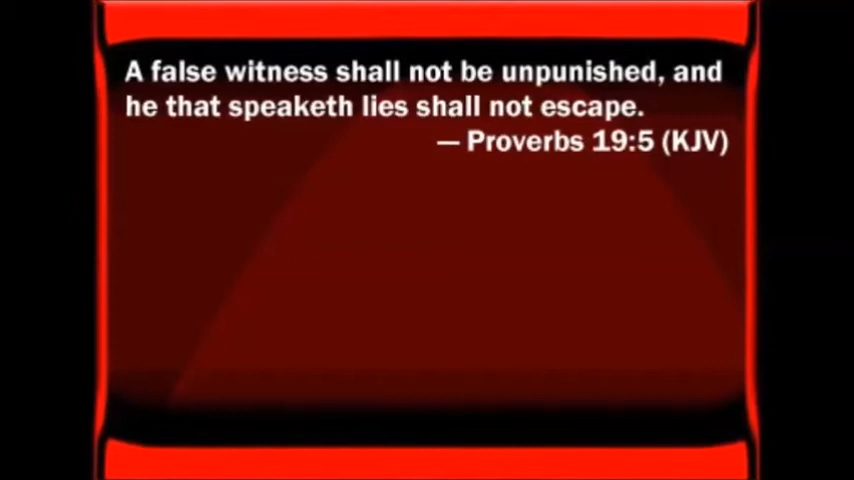 A false witness shall not be unpunished, and
he that speaketh lies shall not escape.
— Proverbs 19:5 (KJV)